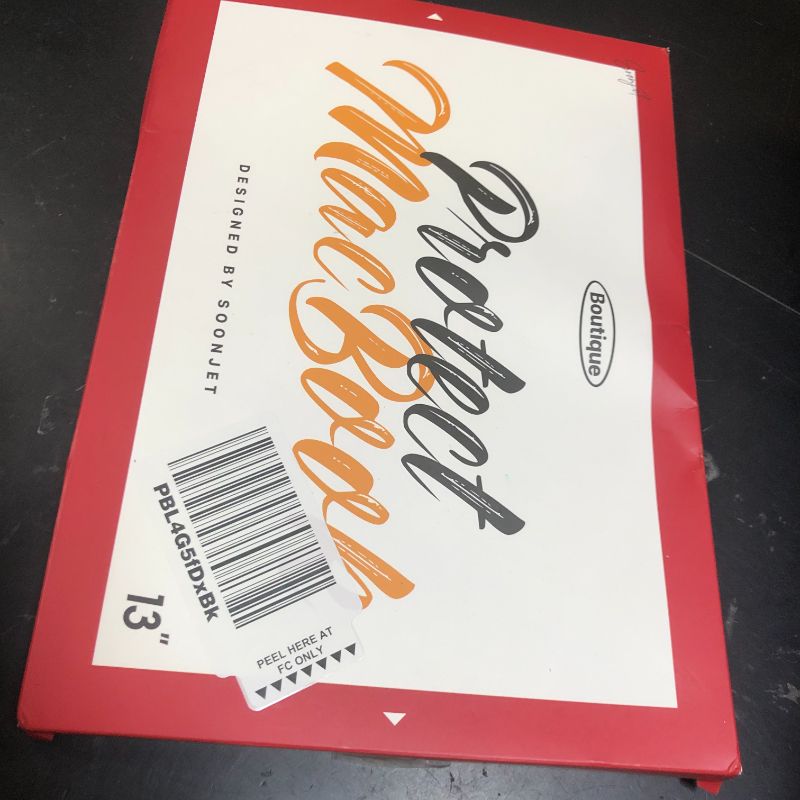 Boutique
Protect
MacBook
DESIGNED BY SOONJET
13"
PBL4G5fDxBk
PEEL HERE AT
FC ONLY